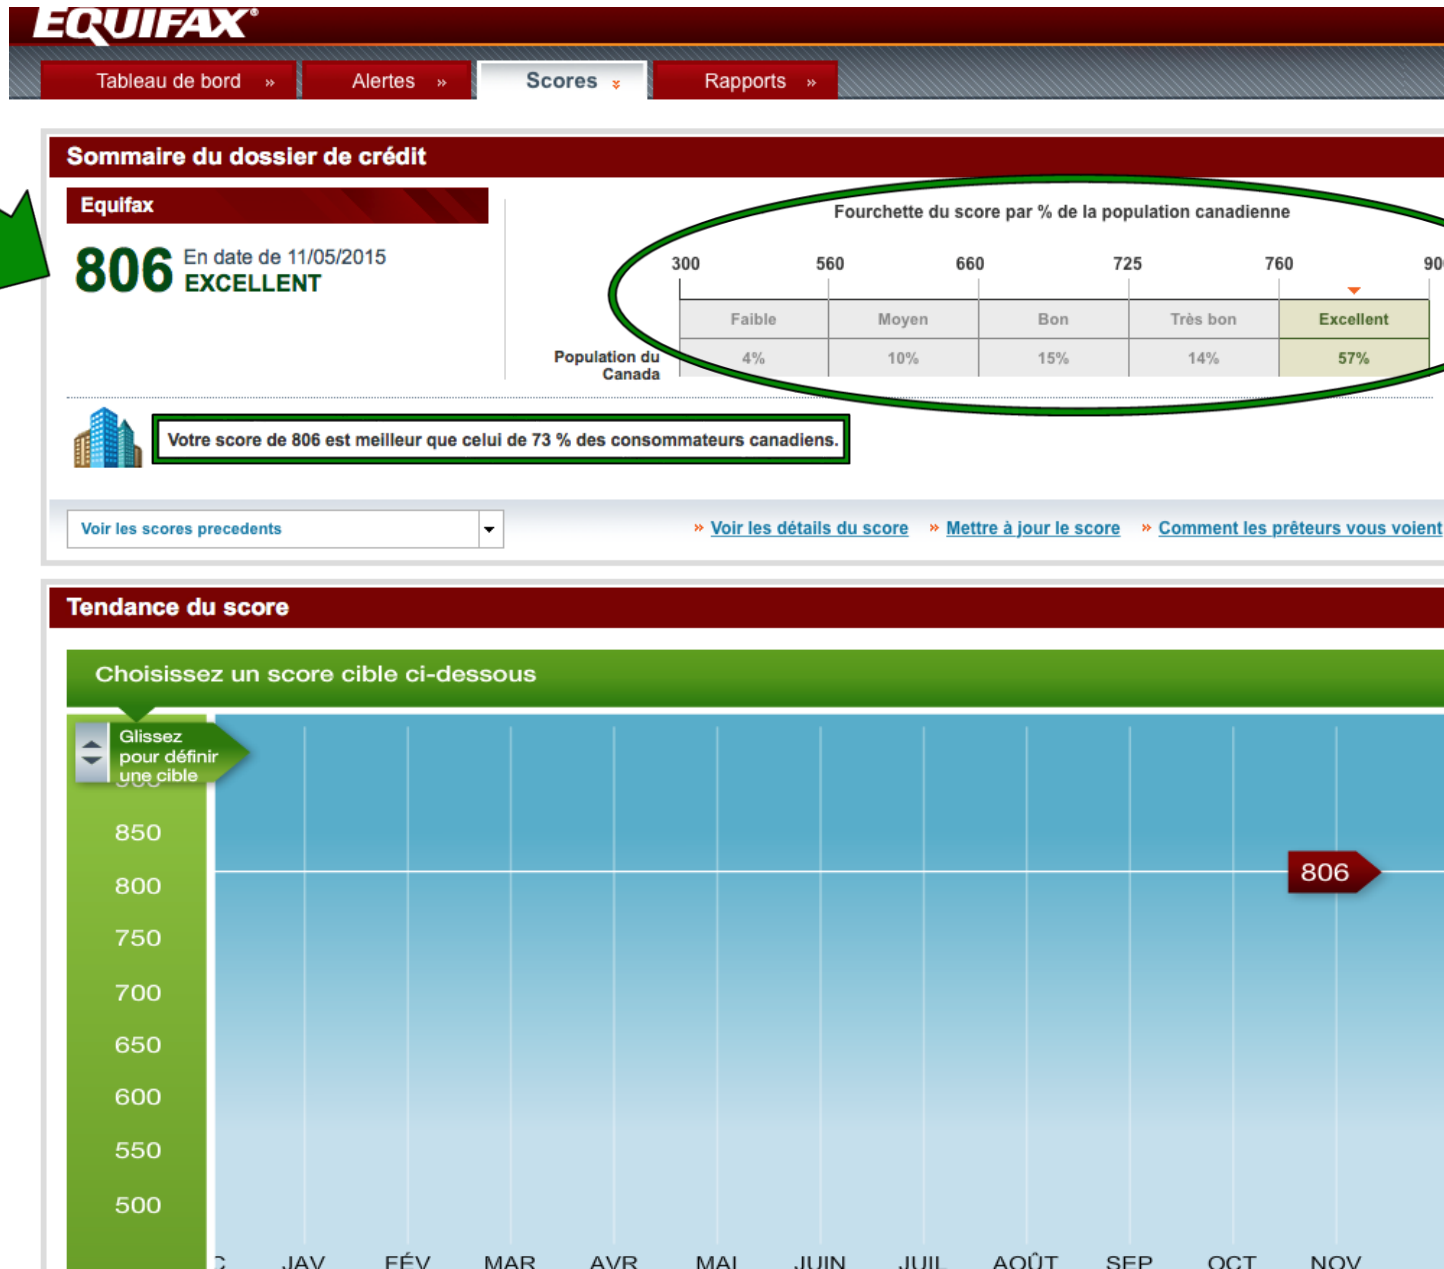 EQUIFAX®
Tableau de bord »
Alertes »
Scores
Rapports »
Sommaire du dossier de crédit
Equifax
806 En date de 11/05/2015
EXCELLENT
Fourchette du score par % de la population canadienne
300 560 660 725 760
Faible Moyen Bon Très bon Excellent
Population du Canada 4% 10% 15% 14% 57%
Votre score de 806 est meilleur que celui de 73 % des consommateurs canadiens.
Voir les scores precedents
» Voir les détails du score » Mettre à jour le score » Comment les prêteurs vous voient
Tendance du score
Choisissez un score cible ci-dessous
Glissez
pour définir
une cible
850
800
806
750
700
650
600
550
500
JAV FÉV MAR AVR MAI JUIN JUIL AOÛT SEP OCT NOV